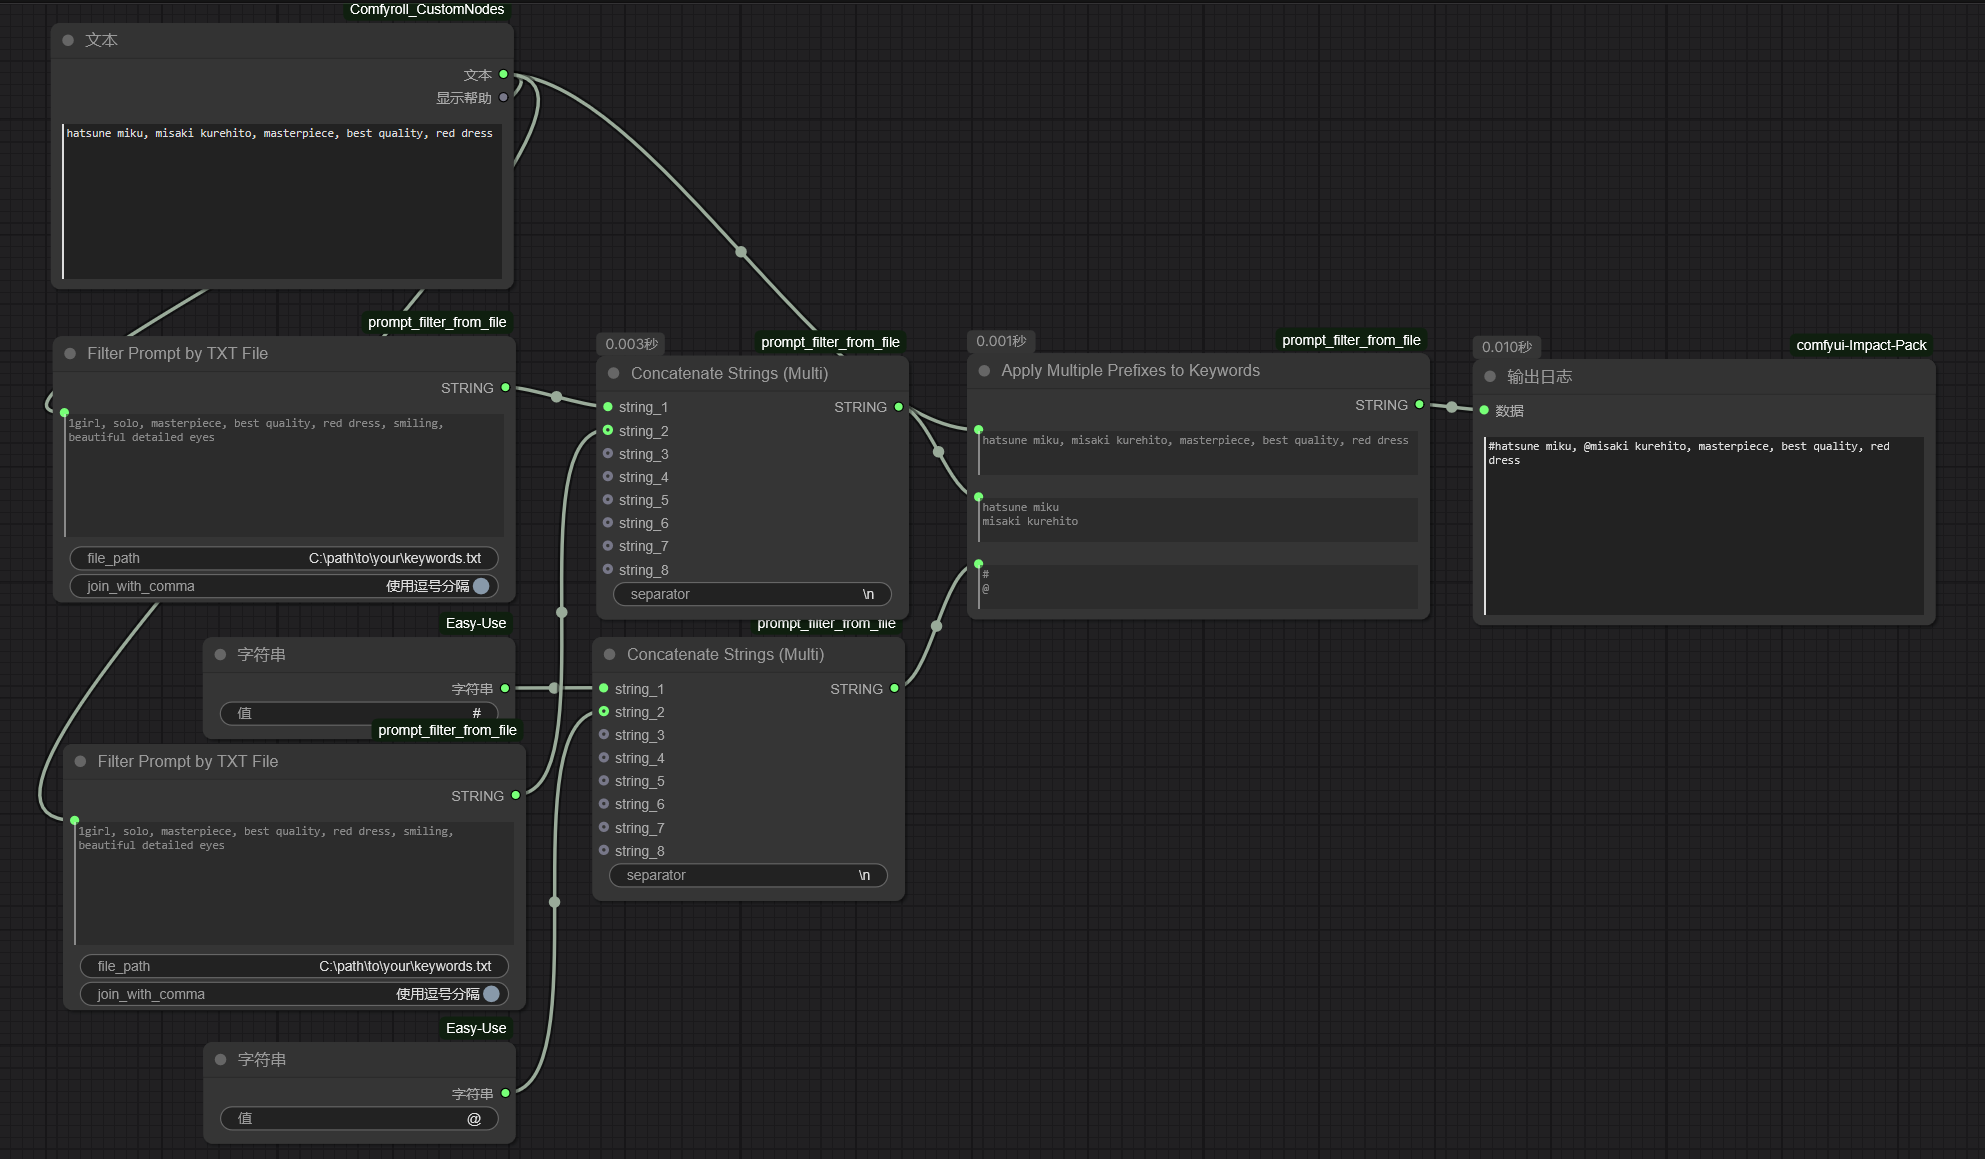 Comfyroll_CustomNodes
文本
文本
显示帮助
hatsune miku, misaki kurehito, masterpiece, best quality, red dress
prompt_filter_from_file
Filter Prompt by TXT File
STRING
1girl, solo, masterpiece, best quality, red dress, smiling,
beautiful detailed eyes
file_path C:\path\to\your\keywords.txt
join_with_comma 使用逗号分隔
Easy-Use
字符串
字符串
值 #
prompt_filter_from_file
Filter Prompt by TXT File
STRING
1girl, solo, masterpiece, best quality, red dress, smiling,
beautiful detailed eyes
file_path C:\path\to\your\keywords.txt
join_with_comma 使用逗号分隔
Easy-Use
字符串
字符串
值 @
0.003秒 prompt_filter_from_file
Concatenate Strings (Multi)
string_1 STRING
string_2
string_3
string_4
string_5
string_6
string_7
string_8
separator \n
prompt_filter_from_file
Concatenate Strings (Multi)
string_1 STRING
string_2
string_3
string_4
string_5
string_6
string_7
string_8
separator \n
0.001秒 prompt_filter_from_file
Apply Multiple Prefixes to Keywords
STRING
hatsune miku, misaki kurehito, masterpiece, best quality, red dress
hatsune miku
misaki kurehito
#
@
0.010秒 comfyui-Impact-Pack
输出日志
数据
#hatsune miku, @misaki kurehito, masterpiece, best quality, red
dress